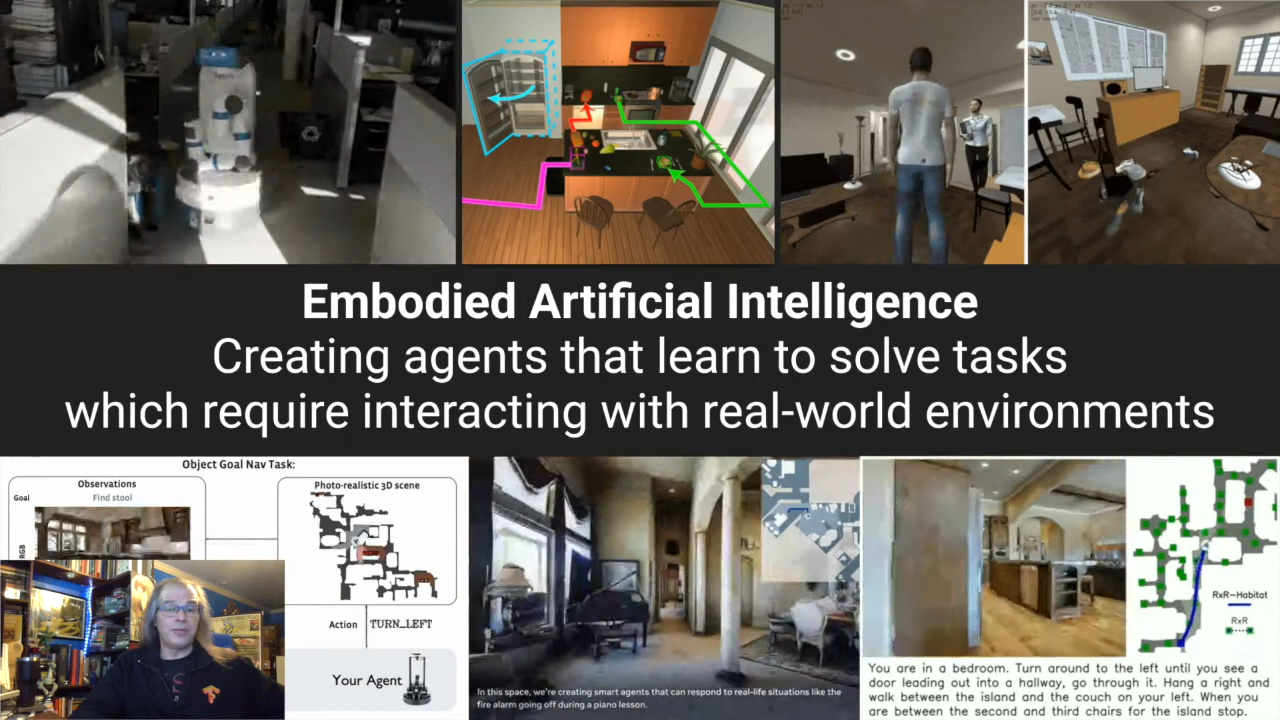 Embodied Artificial Intelligence
Creating agents that learn to solve tasks
which require interacting with real-world environments
Object Goal Nav Task:
Observations
Goal
Find stool
RGB
Photo-realistic 3D scene
Action
TURN_LEFT
Your Agent
In this space, we're creating smart agents that can respond to real-life situations like the
fire alarm going off during a piano lesson.
RxR-Habitat
RxR
You are in a bedroom. Turn around to the left until you see a
door leading out into a hallway, go through it. Hang a right and
walk between the island and the couch on your left. When you
are between the second and third chairs for the island stop.